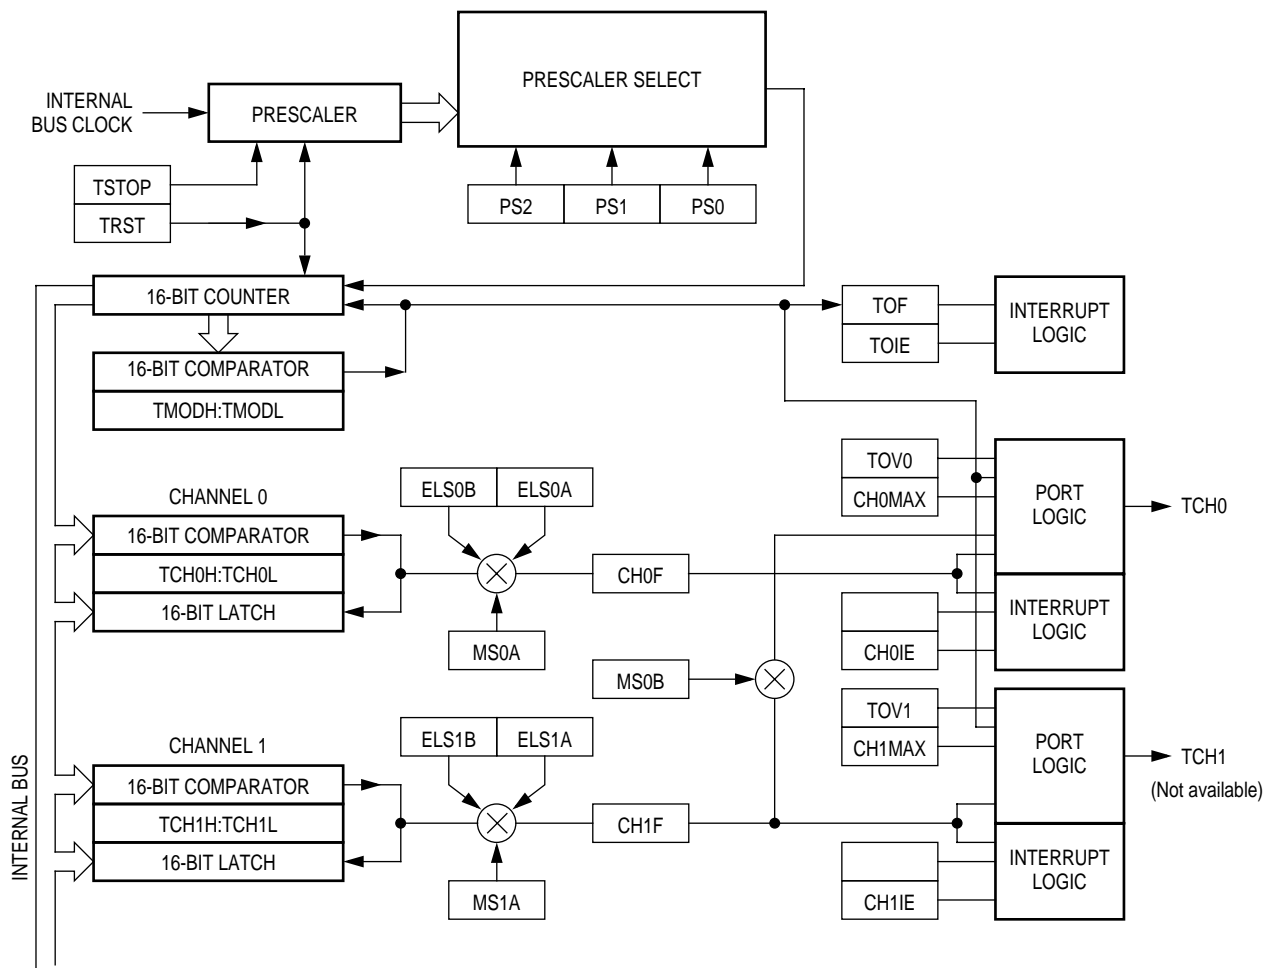 INTERNAL
BUS CLOCK
PRESCALER
PRESCALER SELECT
TSTOP
TRST
PS2
PS1
PS0
16-BIT COUNTER
16-BIT COMPARATOR
TMODH:TMODL
TOF
TOIE
INTERRUPT
LOGIC
CHANNEL 0
16-BIT COMPARATOR
TCH0H:TCH0L
16-BIT LATCH
ELS0B
ELS0A
MS0A
CH0F
TOV0
CH0MAX
PORT
LOGIC
TCH0
CH0IE
INTERRUPT
LOGIC
MS0B
CHANNEL 1
16-BIT COMPARATOR
TCH1H:TCH1L
16-BIT LATCH
ELS1B
ELS1A
MS1A
CH1F
TOV1
CH1MAX
PORT
LOGIC
TCH1
(Not available)
CH1IE
INTERRUPT
LOGIC
INTERNAL BUS